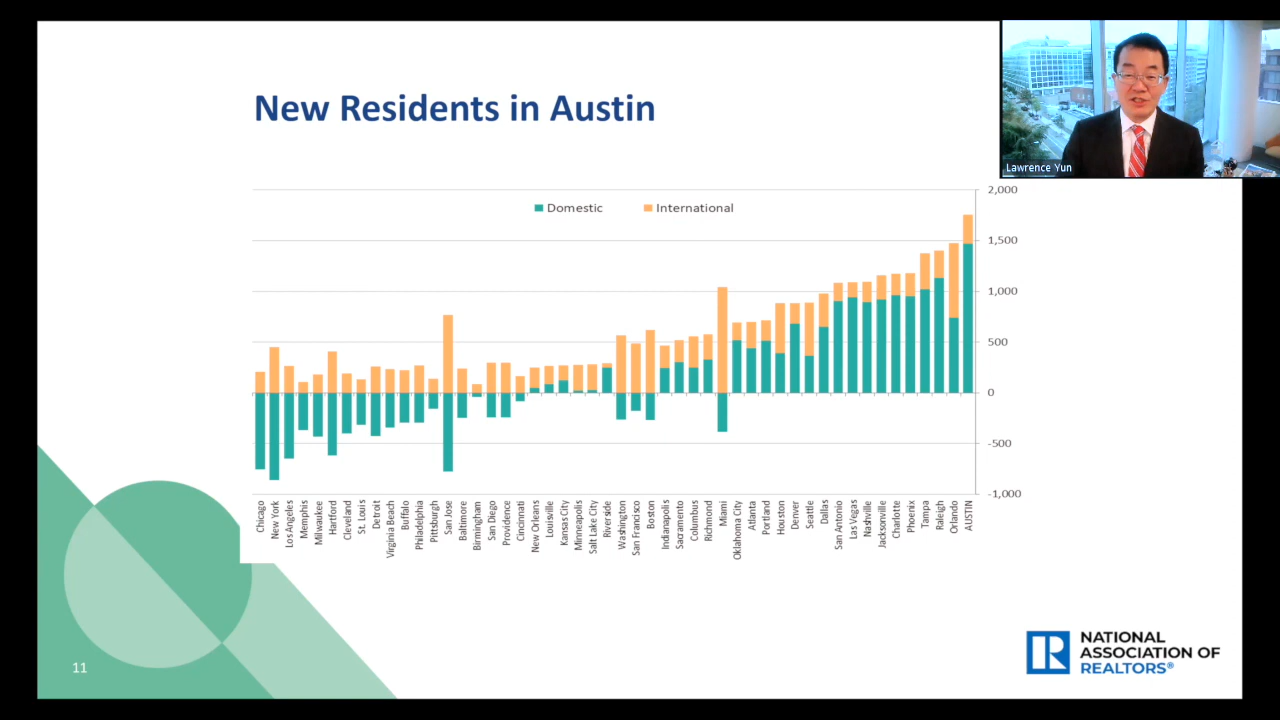 New Residents in Austin
Lawrence Yun
Domestic International
2,000
1,500
1,000
500
0
-500
-1,000
Chicago
New York
Los Angeles
Memphis
Milwaukee
Hartford
Cleveland
St. Louis
Detroit
Virginia Beach
Buffalo
Philadelphia
Pittsburgh
San Jose
Baltimore
Birmingham
San Diego
Providence
Cincinnati
New Orleans
Louisville
Kansas City
Minneapolis
Salt Lake City
Riverside
Washington
San Francisco
Boston
Indianapolis
Sacramento
Columbus
Richmond
Miami
Oklahoma City
Atlanta
Portland
Houston
Denver
Seattle
Dallas
San Antonio
Las Vegas
Nashville
Jacksonville
Charlotte
Phoenix
Tampa
Raleigh
Orlando
AUSTIN
11
NATIONAL
ASSOCIATION OF
REALTORS®